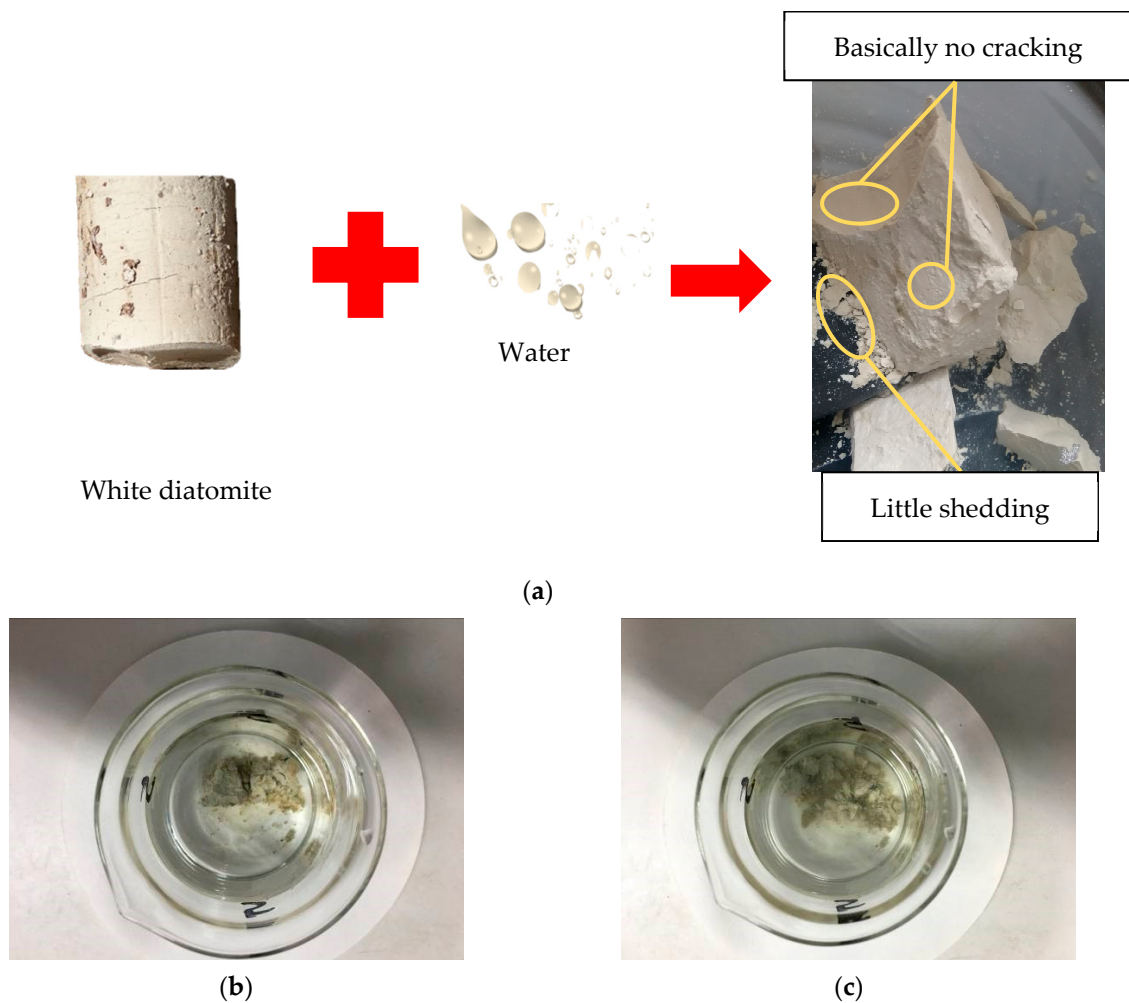 Basically no cracking
Water
White diatomite
Little shedding
(a)
(b)
(c)